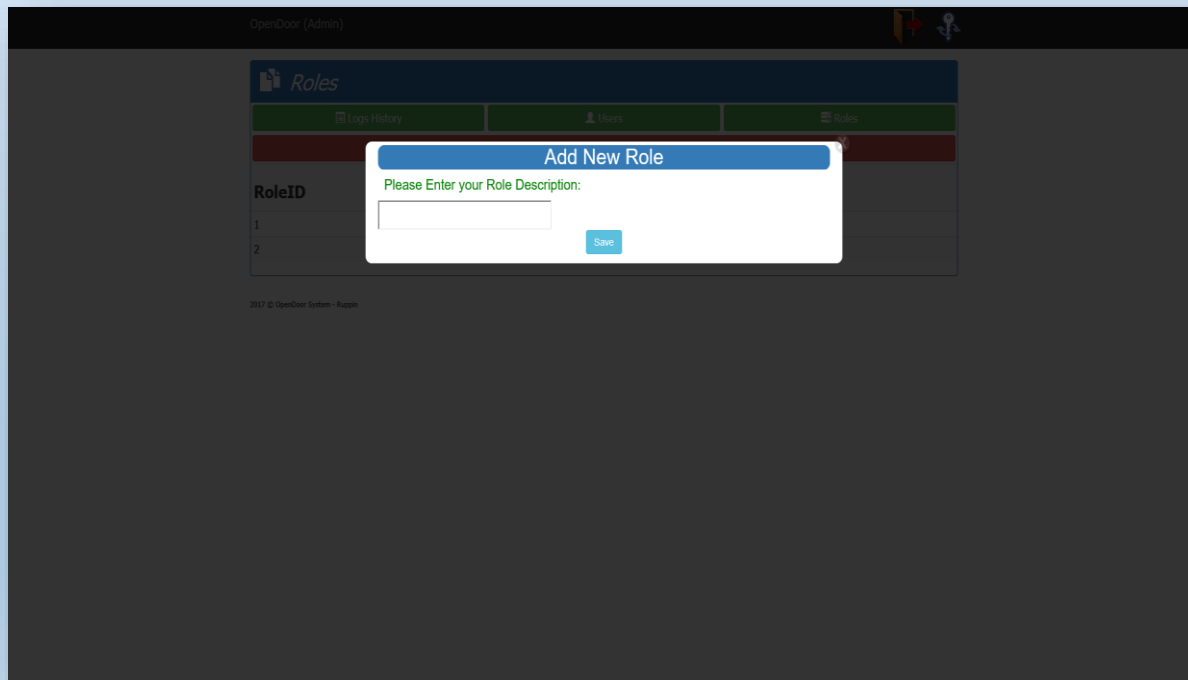 OpenDoor (Admin)
Roles
Logs History Users Roles
Add New Role
Please Enter your Role Description:
RoleID
1
2
Save
2017 © OpenDoor System - Ruppin